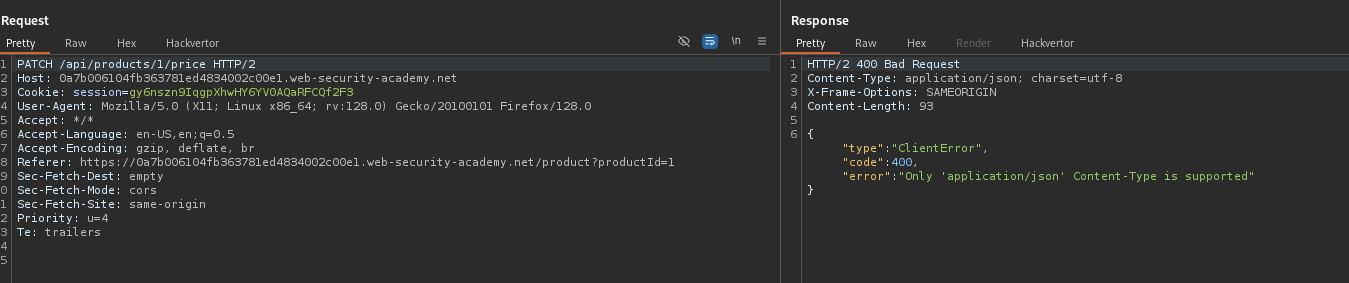 Request
Pretty Raw Hex Hackvertor \n
1 PATCH /api/products/1/price HTTP/2
2 Host: 0a7b006104fb363781ed4834002c00e1.web-security-academy.net
3 Cookie: session=gy6nszn9IqgpXhwHY6YV0AQaRFCQf2F3
4 User-Agent: Mozilla/5.0 (X11; Linux x86_64; rv:128.0) Gecko/20100101 Firefox/128.0
5 Accept: */*
6 Accept-Language: en-US,en;q=0.5
7 Accept-Encoding: gzip, deflate, br
8 Referer: https://0a7b006104fb363781ed4834002c00e1.web-security-academy.net/product?productId=1
9 Sec-Fetch-Dest: empty
0 Sec-Fetch-Mode: cors
1 Sec-Fetch-Site: same-origin
2 Priority: u=4
3 Te: trailers
4
5
Response
Pretty Raw Hex Render Hackvertor
1 HTTP/2 400 Bad Request
2 Content-Type: application/json; charset=utf-8
3 X-Frame-Options: SAMEORIGIN
4 Content-Length: 93
5
6 {
"type":"ClientError",
"code":400,
"error":"Only 'application/json' Content-Type is supported"
}